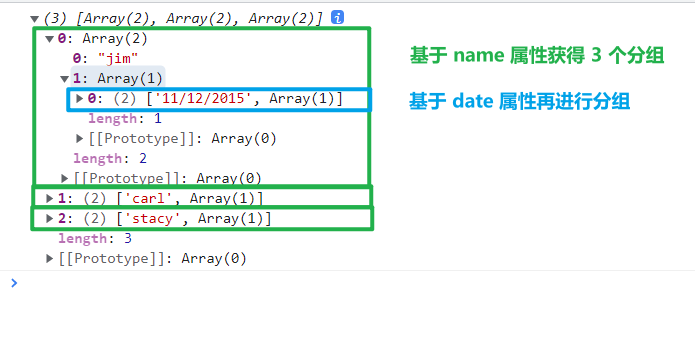 (3) [Array(2), Array(2), Array(2)] i
0: Array(2)
0: "jim"
1: Array(1)
0: (2) ['11/12/2015', Array(1)]
length: 1
[[Prototype]]: Array(0)
length: 2
[[Prototype]]: Array(0)
1: (2) ['carl', Array(1)]
2: (2) ['stacy', Array(1)]
length: 3
[[Prototype]]: Array(0)
基于 name 属性获得 3 个分组
基于 date 属性再进行分组